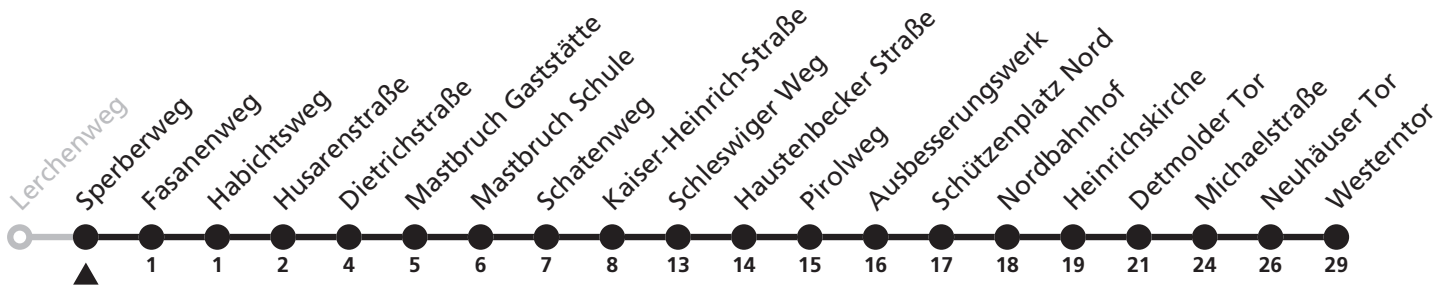 Lerchenweg
Sperberweg
Fasanenweg
Habichtsweg
Husarenstraße
Dietrichstraße
Mastbruch Gaststätte
Mastbruch Schule
Schatenweg
Kaiser-Heinrich-Straße
Schleswiger Weg
Haustenbecker Straße
Pirolweg
Ausbesserungswerk
Schützenplatz Nord
Nordbahnhof
Heinrichskirche
Detmolder Tor
Michaelstraße
Neuhäuser Tor
Westerntor
1 1 2 4 5 6 7 8 13 14 15 16 17 18 19 21 24 26 29